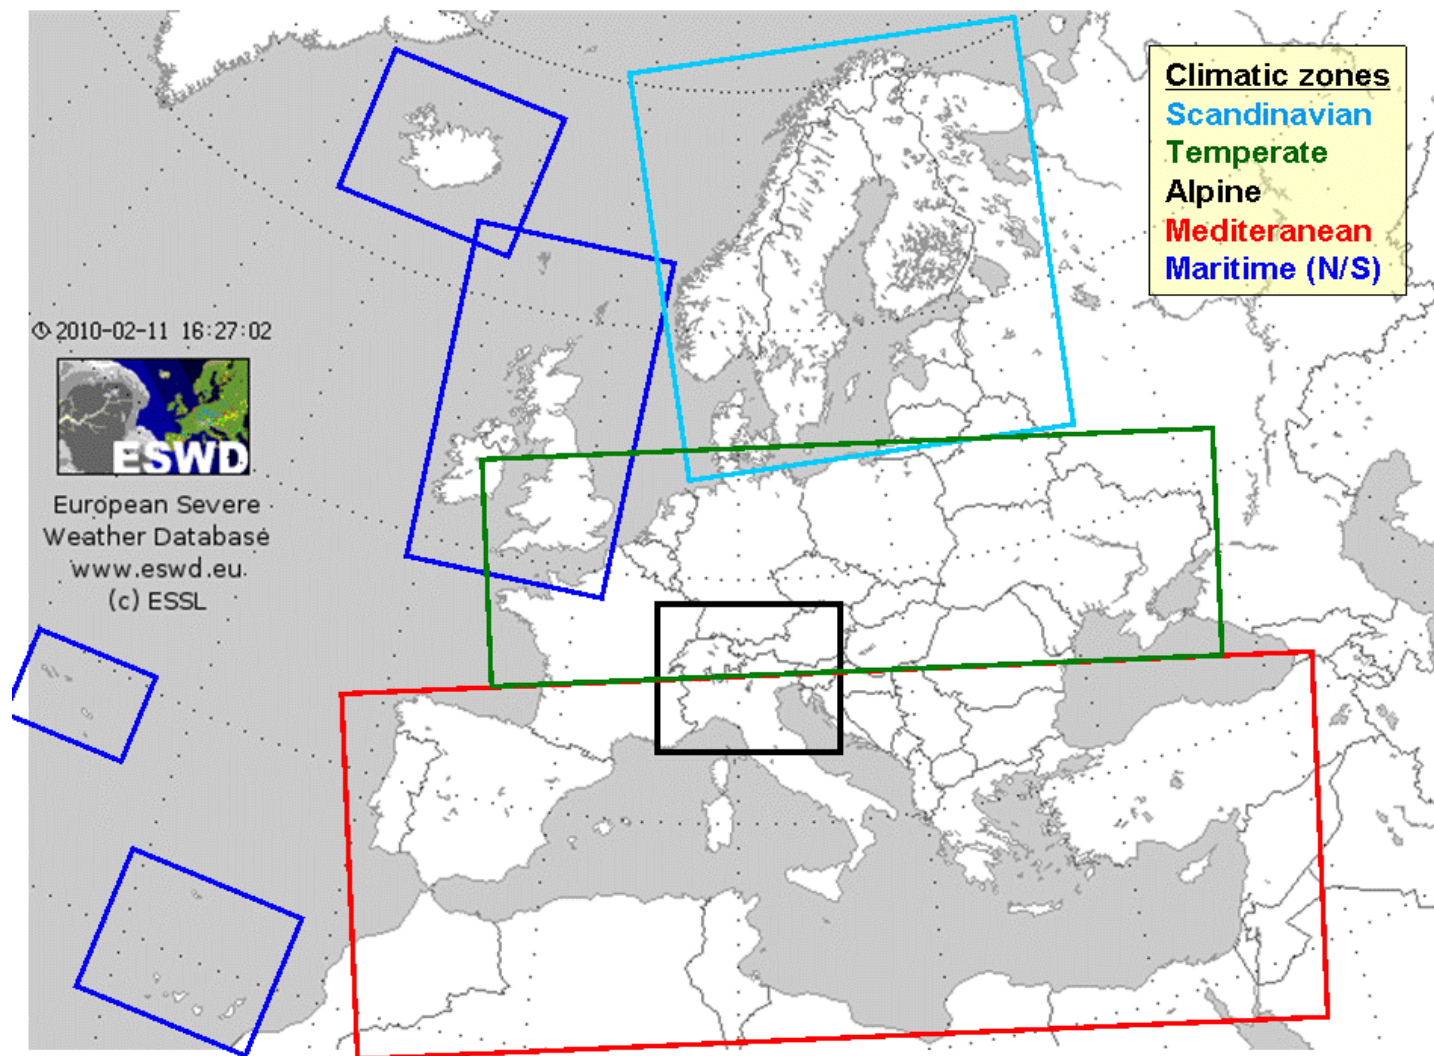 Climatic zones
Scandinavian
Temperate
Alpine
Mediteranean
Maritime (N/S)
2010-02-11 16:27:02
ESWD
European Severe
Weather Database
www.eswd.eu
(c) ESSL